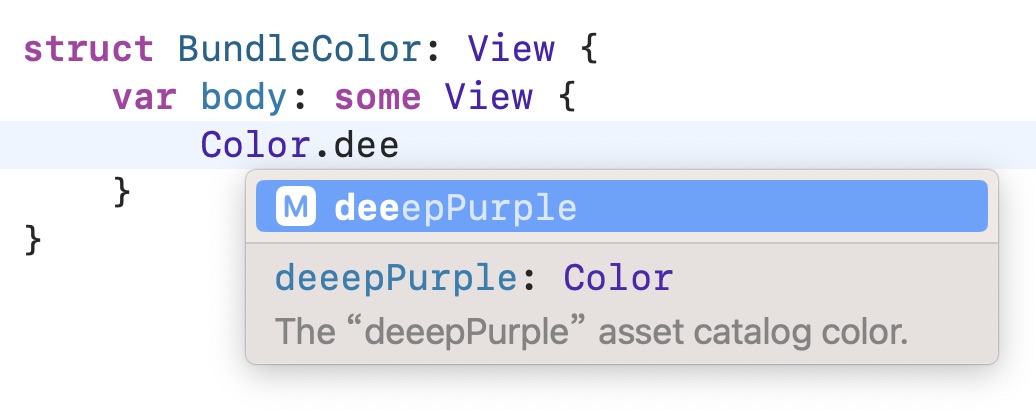 struct BundleColor: View {
var body: some View {
Color.dee
}
}
M deeepPurple
deeepPurple: Color
The “deeepPurple” asset catalog color.